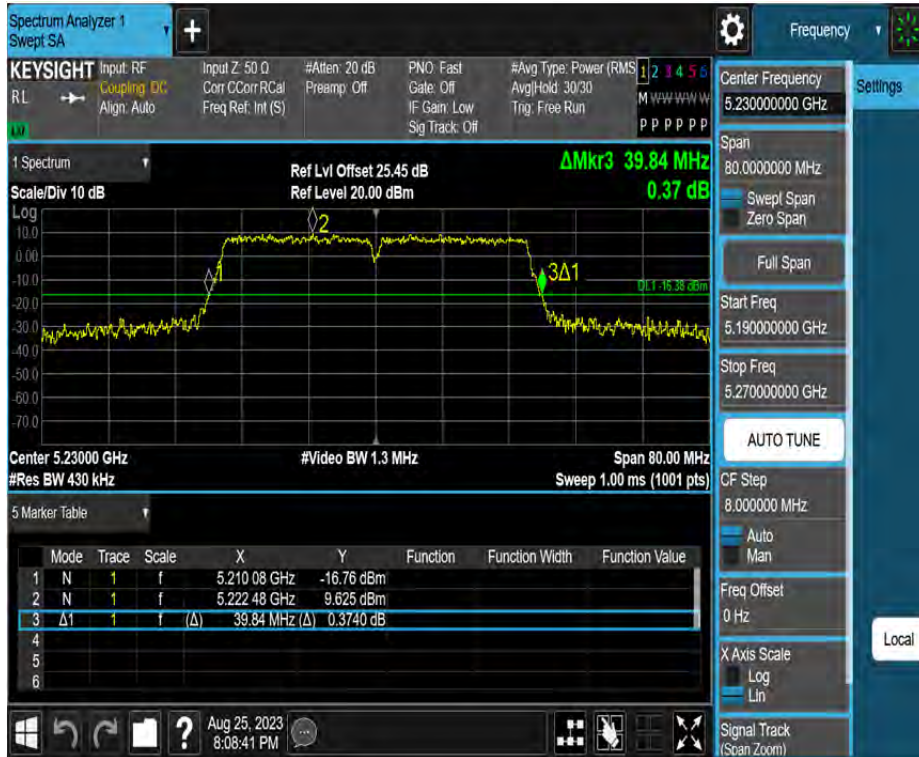 Spectrum Analyzer 1
Swept SA
+
Frequency
KEYSIGHT Input: RF Input Z: 50 Ω #Atten: 20 dB PNO: Fast #Avg Type: Power (RMS 1 2 3 4 5 6
RL Coupling: DC Corr CCorr RCal Preamp: Off Gate: Off Avg|Hold: 30/30 M W W W W W
Align: Auto Freq Ref: Int (S) IF Gain: Low Trig: Free Run
Sig Track: Off P P P P P P
1 Spectrum
Scale/Div 10 dB
Ref Lvl Offset 25.45 dB
Ref Level 20.00 dBm
ΔMkr3 39.84 MHz
0.37 dB
Log
10.0
0.00
-10.0
-20.0
-30.0
-40.0
-50.0
-60.0
-70.0
1
2
3Δ1
DL1 -16.38 dBm
Center 5.23000 GHz #Video BW 1.3 MHz Span 80.00 MHz
#Res BW 430 kHz Sweep 1.00 ms (1001 pts)
5 Marker Table
Mode Trace Scale X Y Function Function Width Function Value
1 N 1 f 5.210 08 GHz -16.76 dBm
2 N 1 f 5.222 48 GHz 9.625 dBm
3 Δ1 1 f (Δ) 39.84 MHz (Δ) 0.3740 dB
4
5
6
?
Aug 25, 2023
8:08:41 PM
Center Frequency
5.230000000 GHz
Span
80.0000000 MHz
Swept Span
Zero Span
Full Span
Start Freq
5.190000000 GHz
Stop Freq
5.270000000 GHz
AUTO TUNE
CF Step
8.000000 MHz
Auto
Man
Freq Offset
0 Hz
X Axis Scale
Log
Lin
Signal Track
(Span Zoom)
Settings
Local